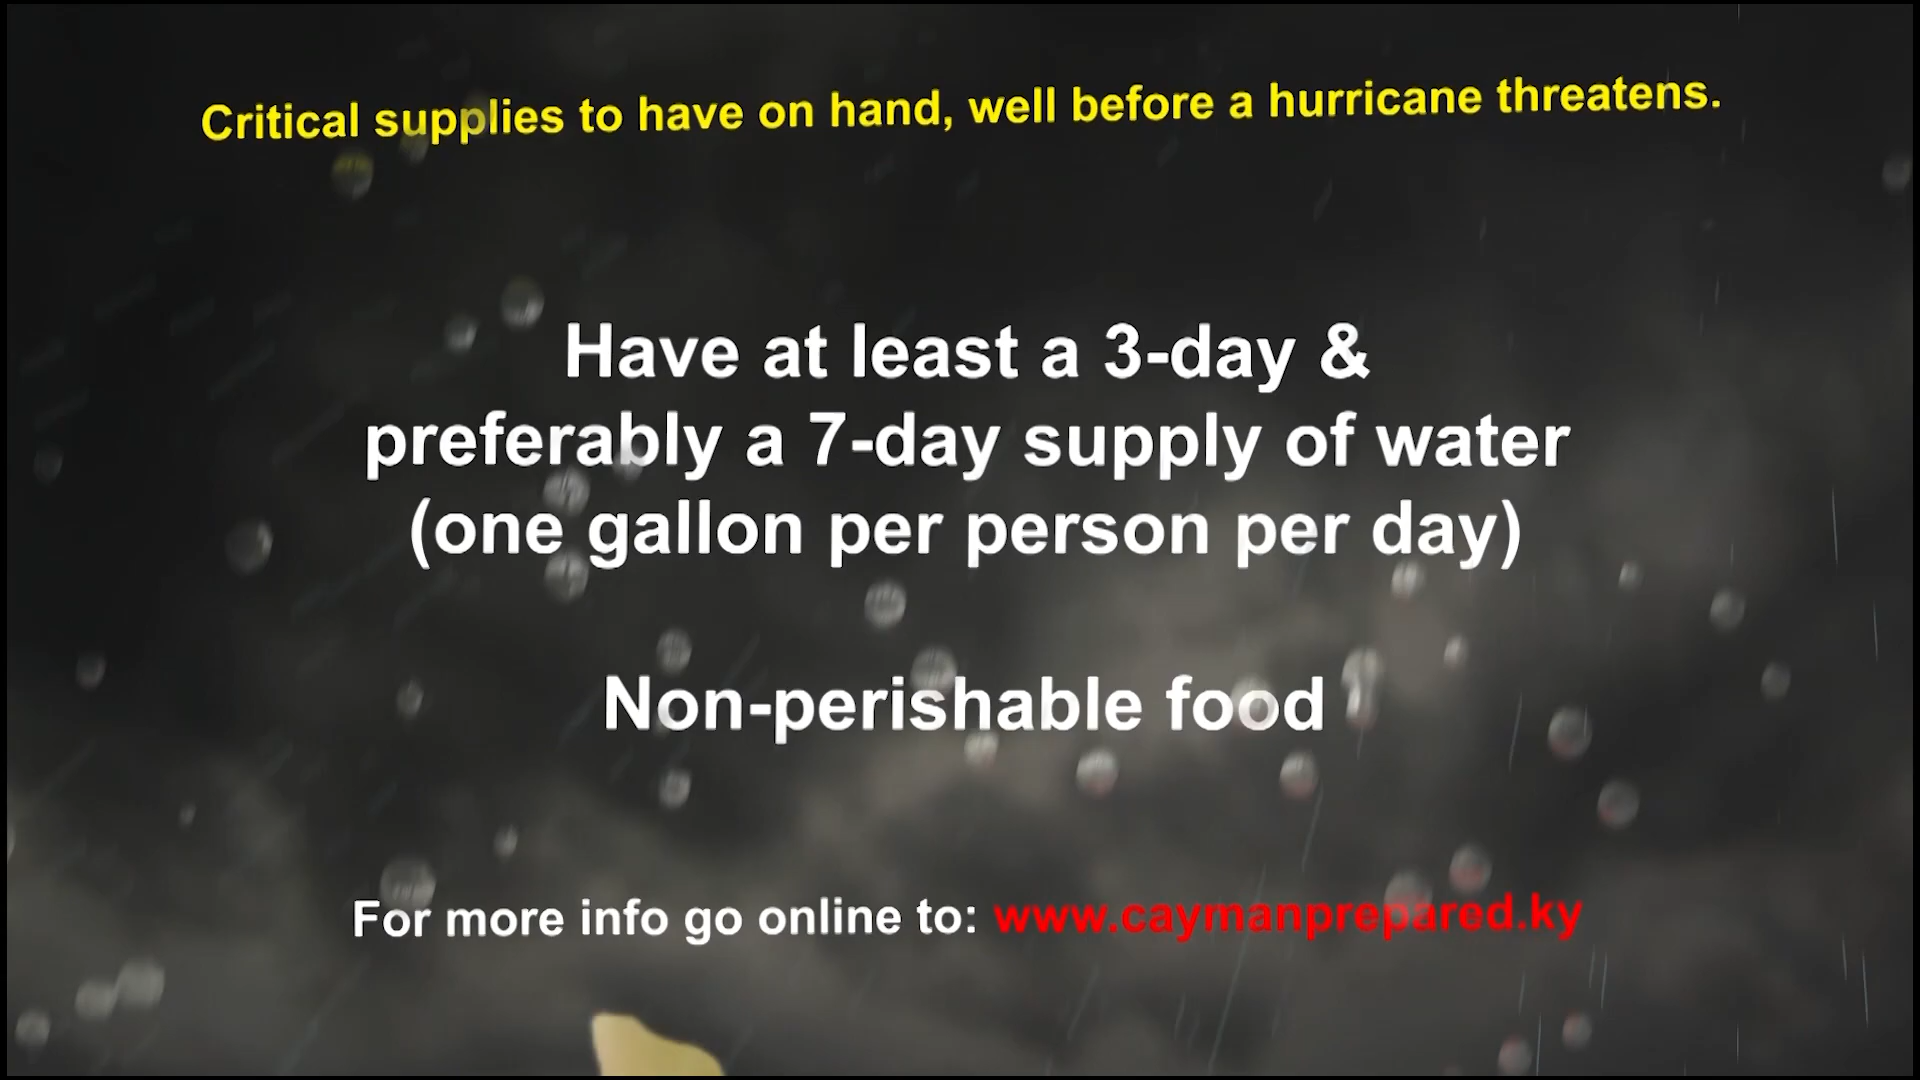 Critical supplies to have on hand, well before a hurricane threatens.
Have at least a 3-day &
preferably a 7-day supply of water
(one gallon per person per day)
Non-perishable food
For more info go online to: www.caymanprepared.ky